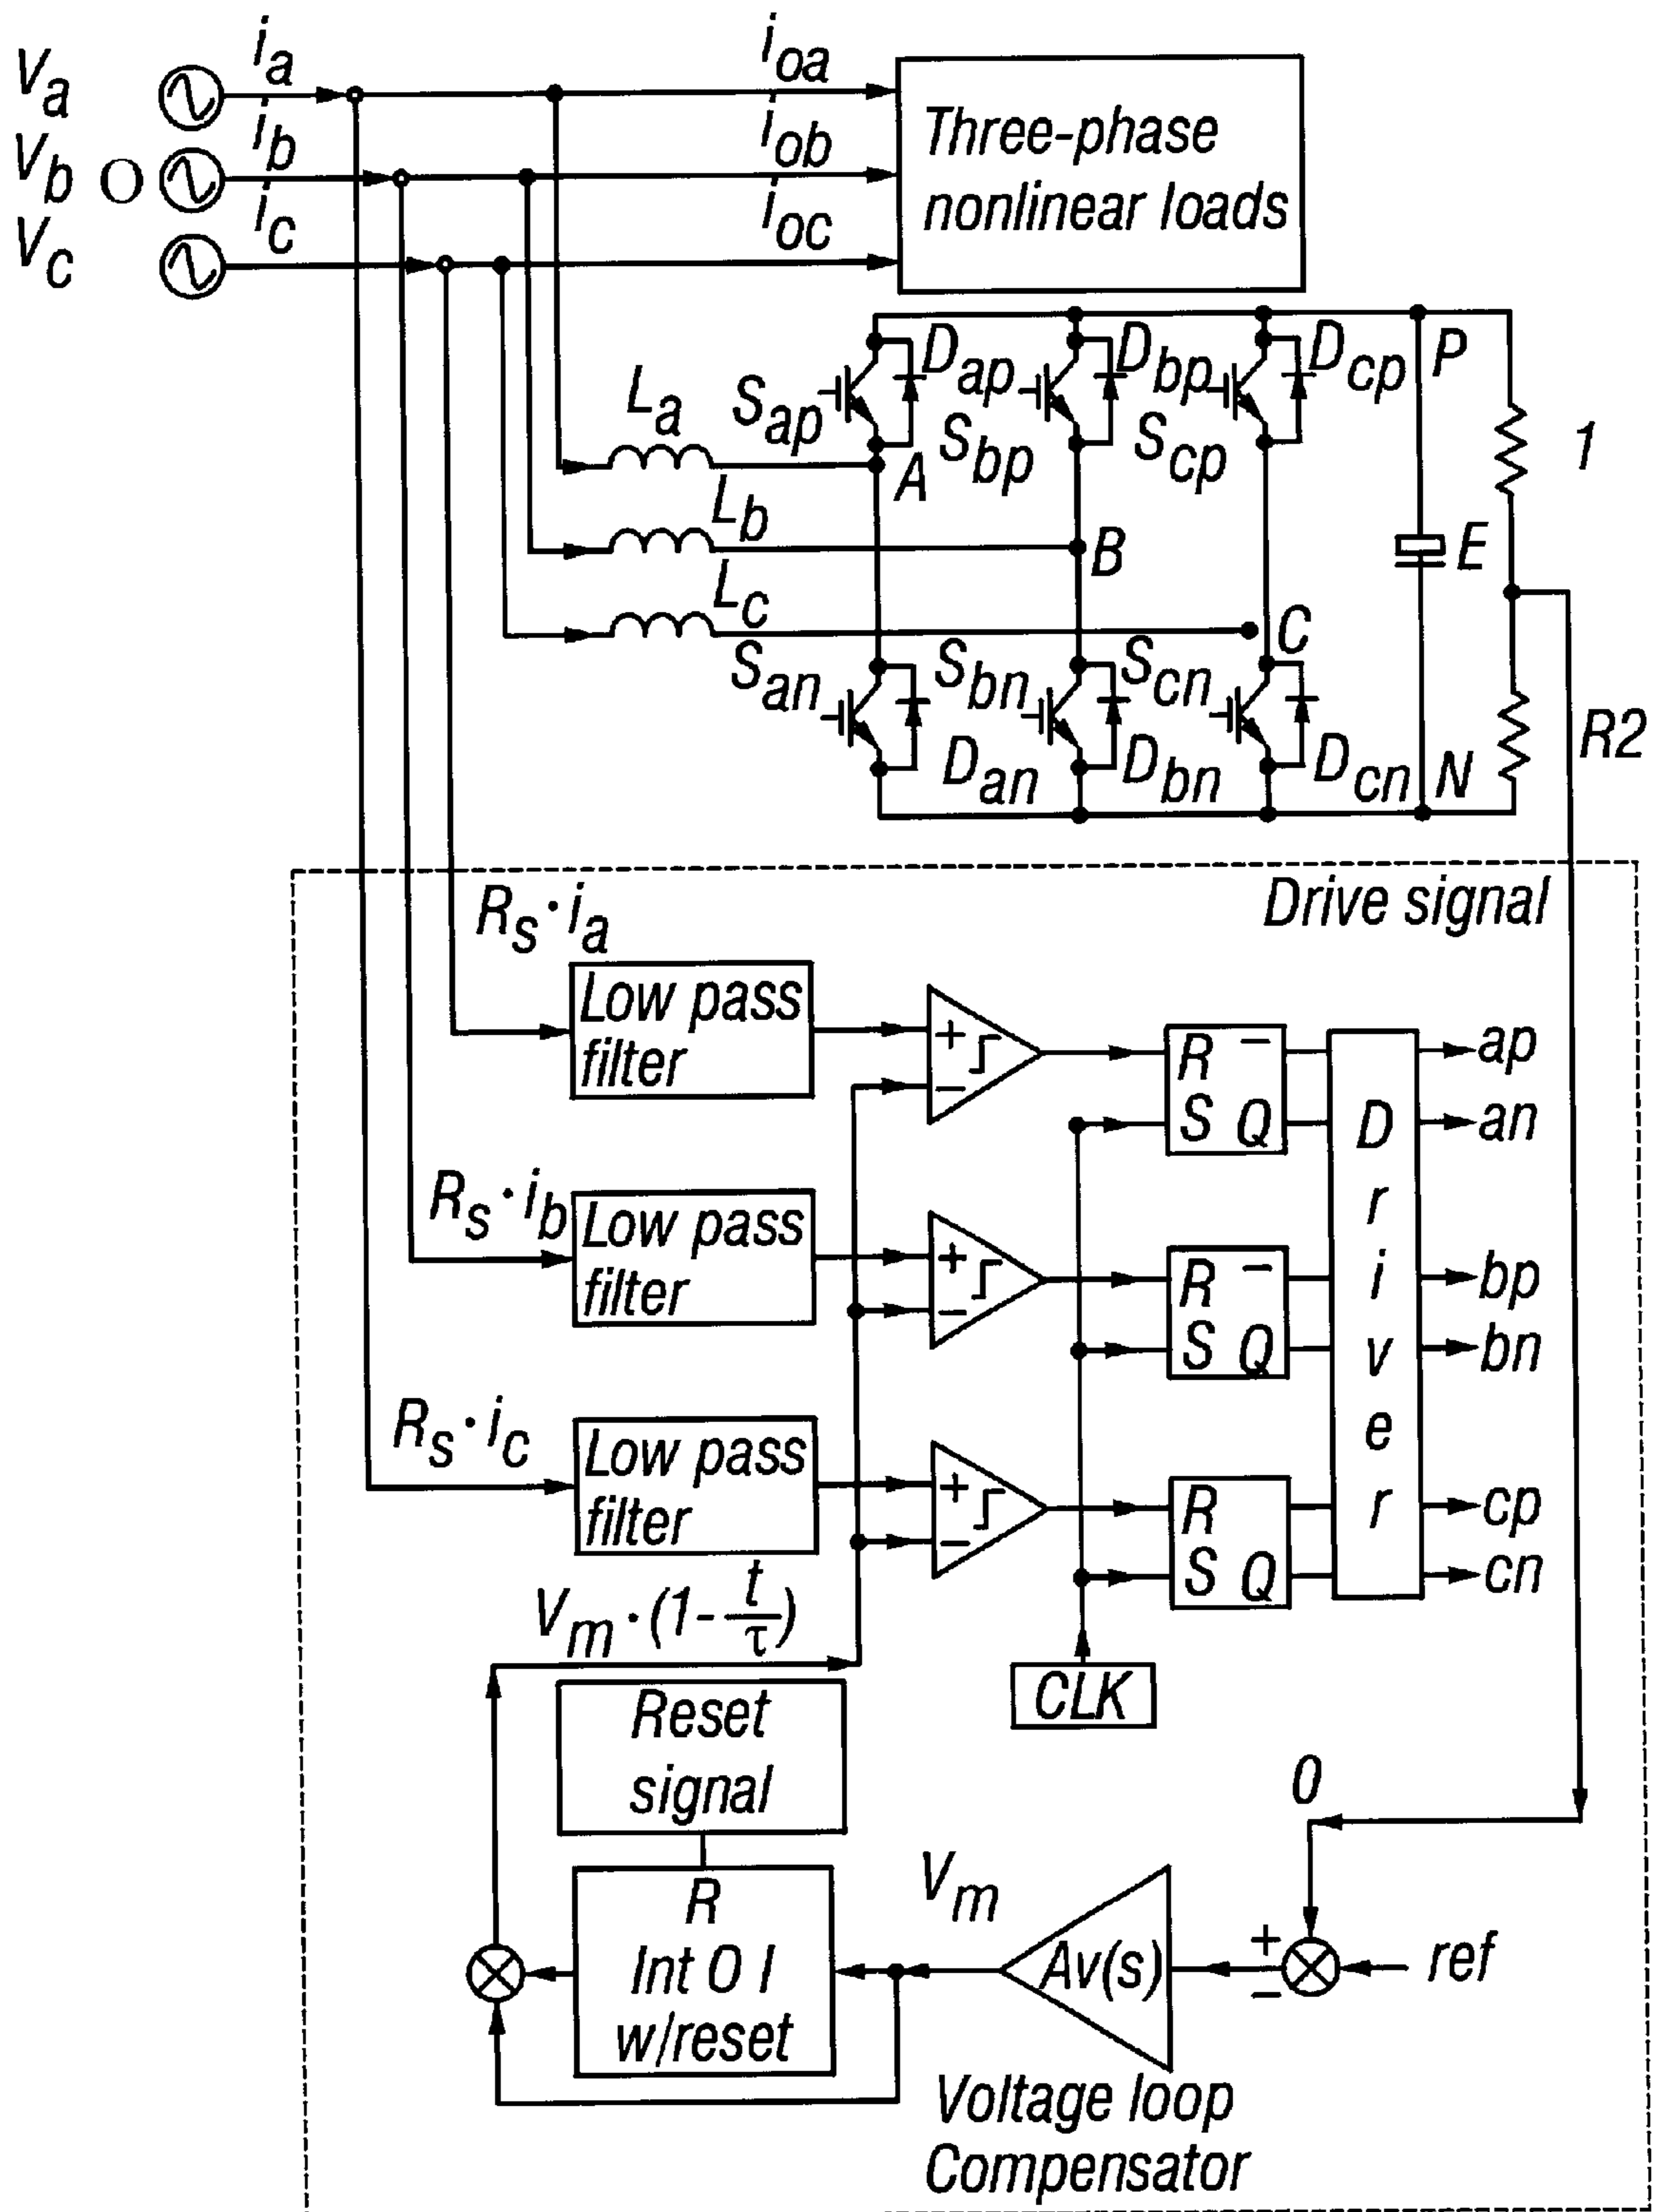 Va
ia
ioa
Vb
O
ib
iob
Vc
ic
ioc
Three-phase
nonlinear loads
Dap
Dbp
Dcp
P
La
Sap
Sbp
Scp
1
A
Lb
B
E
Lc
C
San
Sbn
Scn
R2
Dan
Dbn
Dcn
N
Drive signal
Rs·ia
Low pass
filter
+
−
R –
S Q
ap
an
Rs·ib
Low pass
filter
+
−
R –
S Q
bp
bn
Rs·ic
Low pass
filter
+
−
R
S Q
cp
cn
Driver
Vm·(1-t/τ)
CLK
Reset
signal
0
R
Int O I
w/reset
Vm
Av(s)
+
−
ref
Voltage loop
Compensator